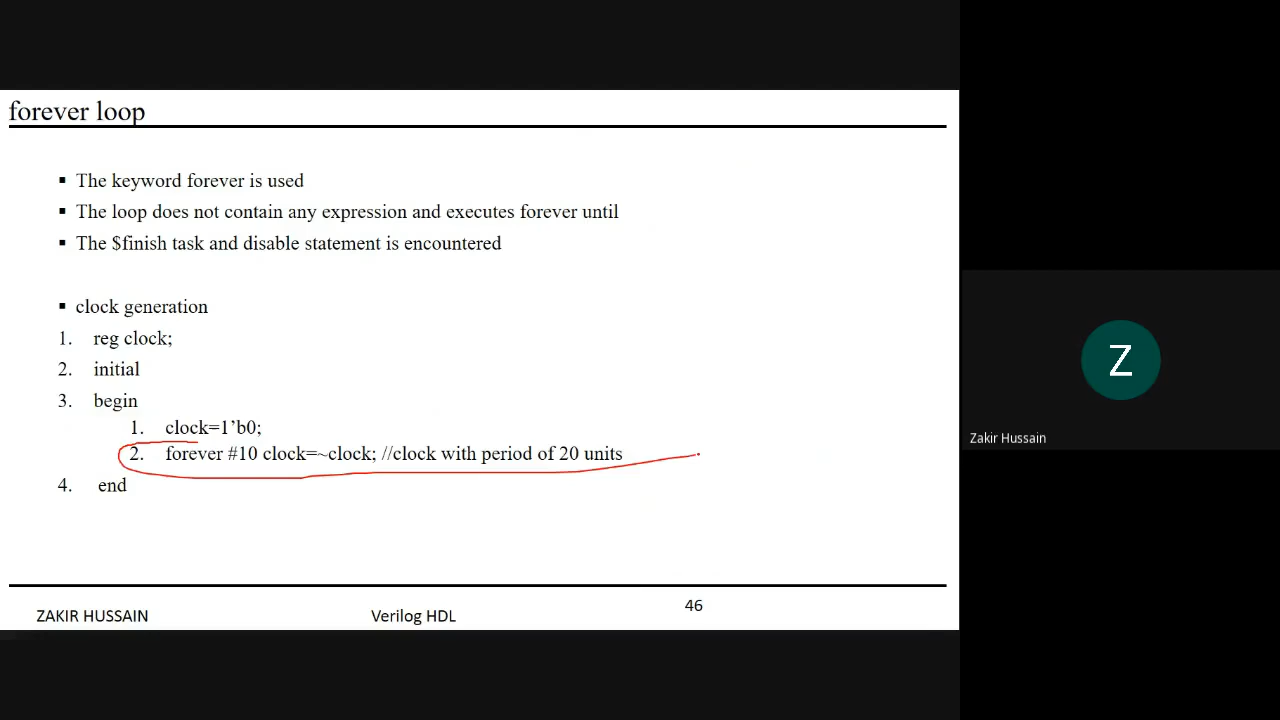 forever loop
▪ The keyword forever is used
▪ The loop does not contain any expression and executes forever until
▪ The $finish task and disable statement is encountered
▪ clock generation
1. reg clock;
2. initial
3. begin
1. clock=1’b0;
2. forever #10 clock=~clock; //clock with period of 20 units
4. end
ZAKIR HUSSAIN
Verilog HDL
46
Z
Zakir Hussain